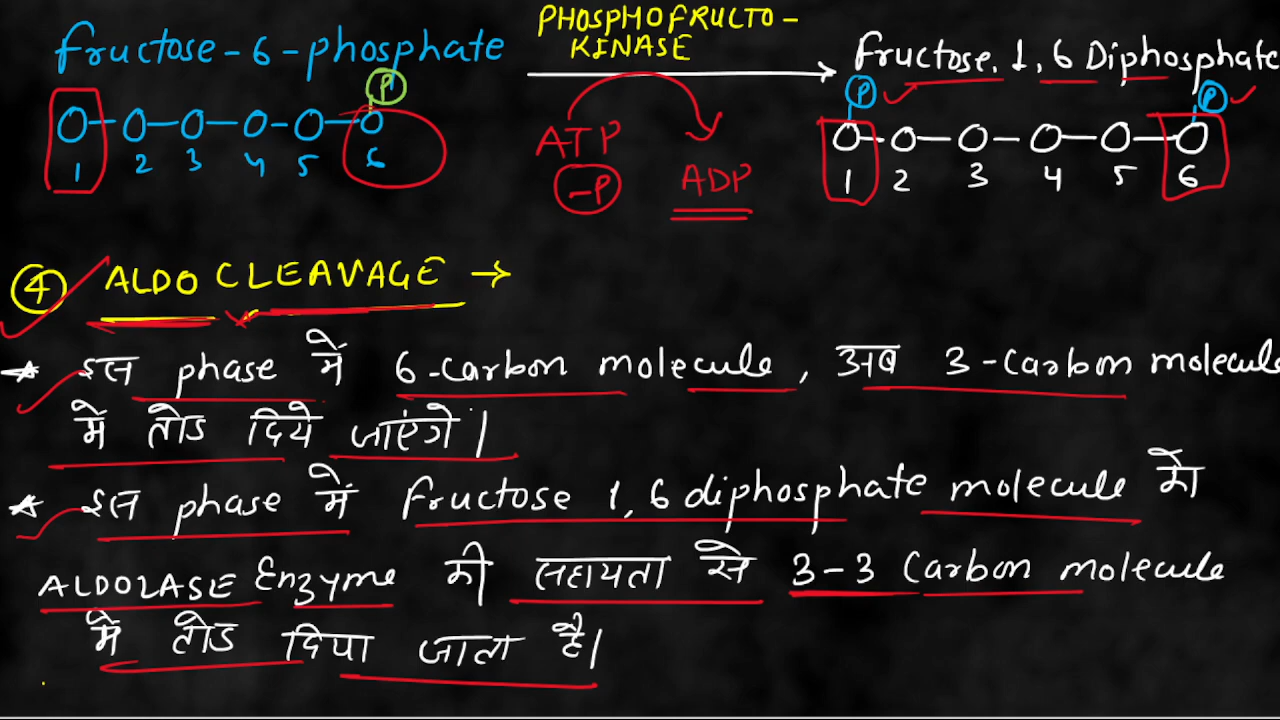 fructose-6-phosphate
PHOSPHOFRUCTO-
KINASE
fructose, 1,6 Diphosphate
P
P
P
1 2 3 4 5 6
ATP
-P
ADP
1 2 3 4 5 6
④ ALDO CLEAVAGE →
* इस phase में 6-carbon molecule, अब 3-carbon molecule
में तोड दिये जाएंगे।
* इस phase में fructose 1,6 diphosphate molecule को
ALDOLASE Enzyme की सहायता से 3-3 Carbon molecule
में तोड दिया जाता है।